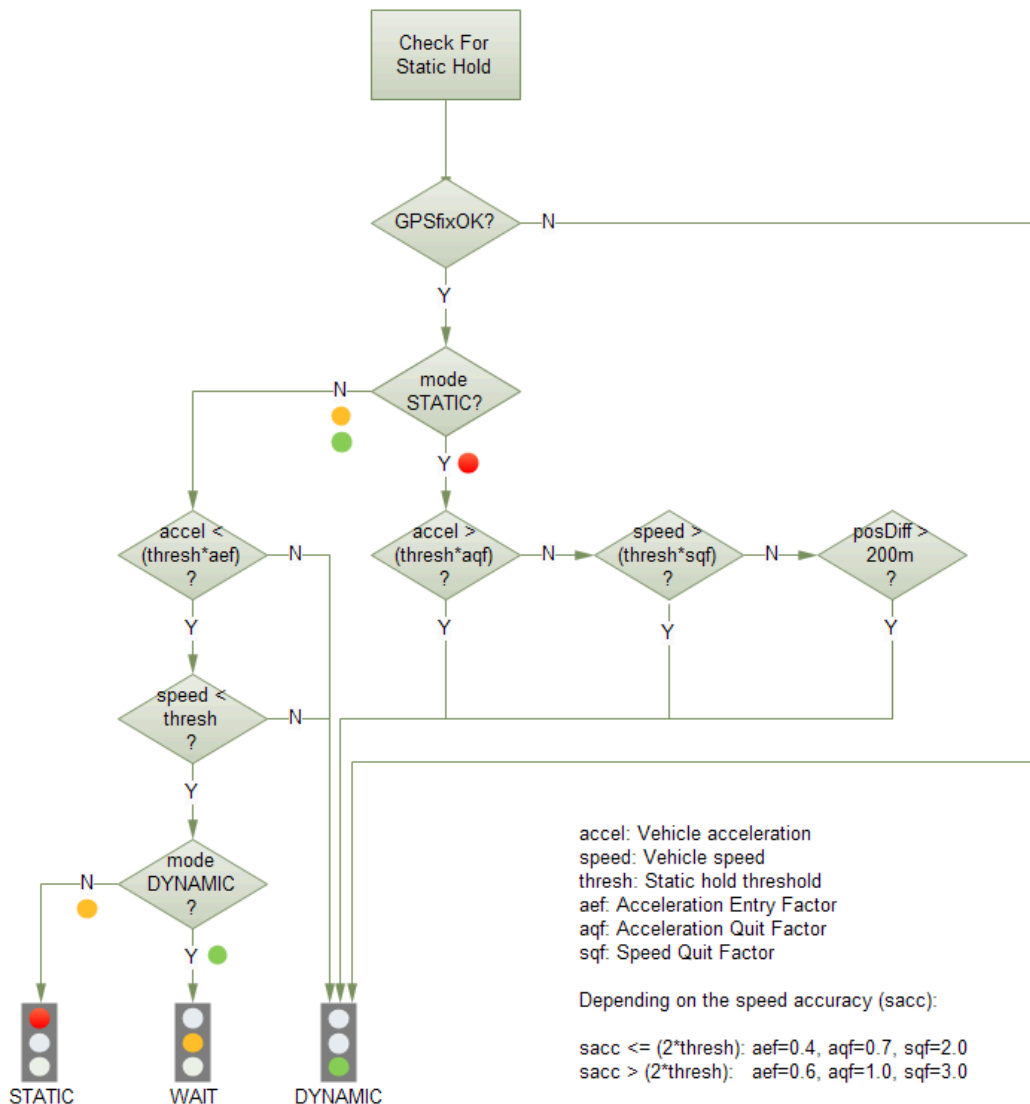 Check For
Static Hold
GPSfixOK?
N
Y
mode
STATIC?
N
Y
accel <
(thresh*aef)
?
N
accel >
(thresh*aqf)
?
N
speed >
(thresh*sqf)
?
N
posDiff >
200m
?
Y
Y
Y
Y
speed <
thresh
?
N
Y
mode
DYNAMIC
?
N
Y
STATIC
WAIT
DYNAMIC
accel: Vehicle acceleration
speed: Vehicle speed
thresh: Static hold threshold
aef: Acceleration Entry Factor
aqf: Acceleration Quit Factor
sqf: Speed Quit Factor
Depending on the speed accuracy (sacc):
sacc <= (2*thresh): aef=0.4, aqf=0.7, sqf=2.0
sacc > (2*thresh): aef=0.6, aqf=1.0, sqf=3.0